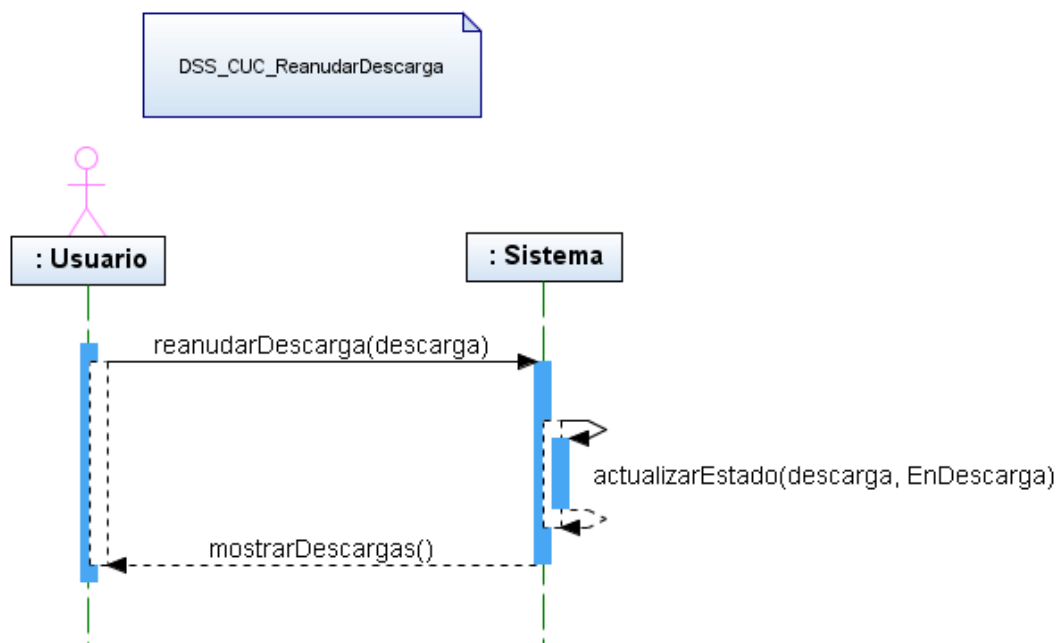 DSS_CUC_ReanudarDescarga
: Usuario
: Sistema
reanudarDescarga(descarga)
actualizarEstado(descarga, EnDescarga)
mostrarDescargas()